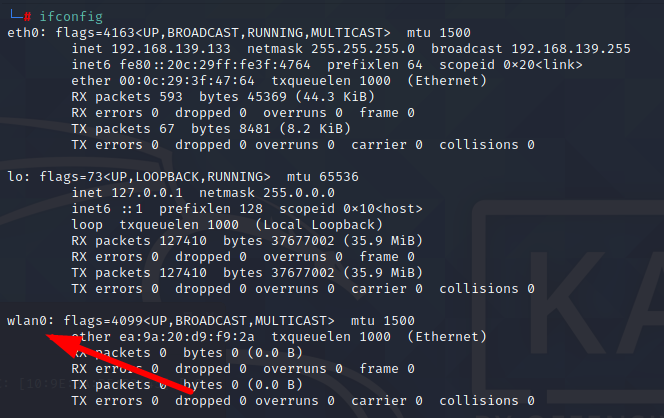 └─# ifconfig
eth0: flags=4163<UP,BROADCAST,RUNNING,MULTICAST>  mtu 1500
        inet 192.168.139.133  netmask 255.255.255.0  broadcast 192.168.139.255
        inet6 fe80::20c:29ff:fe3f:4764  prefixlen 64  scopeid 0×20<link>
        ether 00:0c:29:3f:47:64  txqueuelen 1000  (Ethernet)
        RX packets 593  bytes 45369 (44.3 KiB)
        RX errors 0  dropped 0  overruns 0  frame 0
        TX packets 67  bytes 8481 (8.2 KiB)
        TX errors 0  dropped 0 overruns 0  carrier 0  collisions 0
lo: flags=73<UP,LOOPBACK,RUNNING>  mtu 65536
        inet 127.0.0.1  netmask 255.0.0.0
        inet6 ::1  prefixlen 128  scopeid 0×10<host>
        loop  txqueuelen 1000  (Local Loopback)
        RX packets 127410  bytes 37677002 (35.9 MiB)
        RX errors 0  dropped 0  overruns 0  frame 0
        TX packets 127410  bytes 37677002 (35.9 MiB)
        TX errors 0  dropped 0 overruns 0  carrier 0  collisions 0
wlan0: flags=4099<UP,BROADCAST,MULTICAST>  mtu 1500
        ether ea:9a:20:d9:f9:2a  txqueuelen 1000  (Ethernet)
        RX packets 0  bytes 0 (0.0 B)
        RX errors 0  dropped 0  overruns 0  frame 0
        TX packets 0  bytes 0 (0.0 B)
        TX errors 0  dropped 0 overruns 0  carrier 0  collisions 0
KA